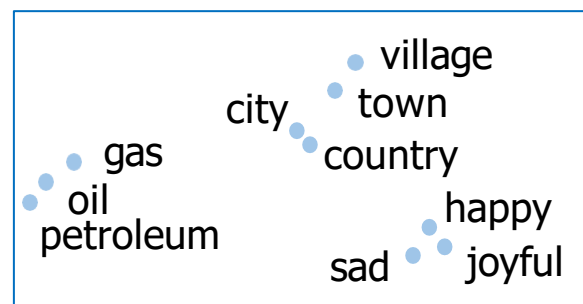 village
town
city
country
gas
oil
petroleum
happy
joyful
sad